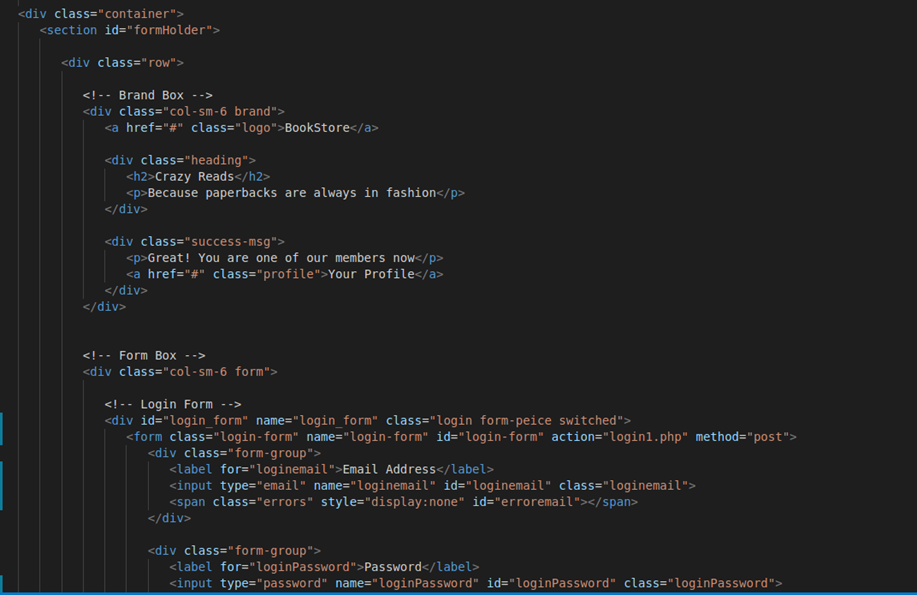 <div class="container">
<section id="formHolder">
<div class="row">
<!-- Brand Box -->
<div class="col-sm-6 brand">
<a href="#" class="logo">BookStore</a>
<div class="heading">
<h2>Crazy Reads</h2>
<p>Because paperbacks are always in fashion</p>
</div>
<div class="success-msg">
<p>Great! You are one of our members now</p>
<a href="#" class="profile">Your Profile</a>
</div>
</div>
<!-- Form Box -->
<div class="col-sm-6 form">
<!-- Login Form -->
<div id="login_form" name="login_form" class="login form-peice switched">
<form class="login-form" name="login-form" id="login-form" action="login1.php" method="post">
<div class="form-group">
<label for="loginemail">Email Address</label>
<input type="email" name="loginemail" id="loginemail" class="loginemail">
<span class="errors" style="display:none" id="erroremail"></span>
</div>
<div class="form-group">
<label for="loginPassword">Password</label>
<input type="password" name="loginPassword" id="loginPassword" class="loginPassword">